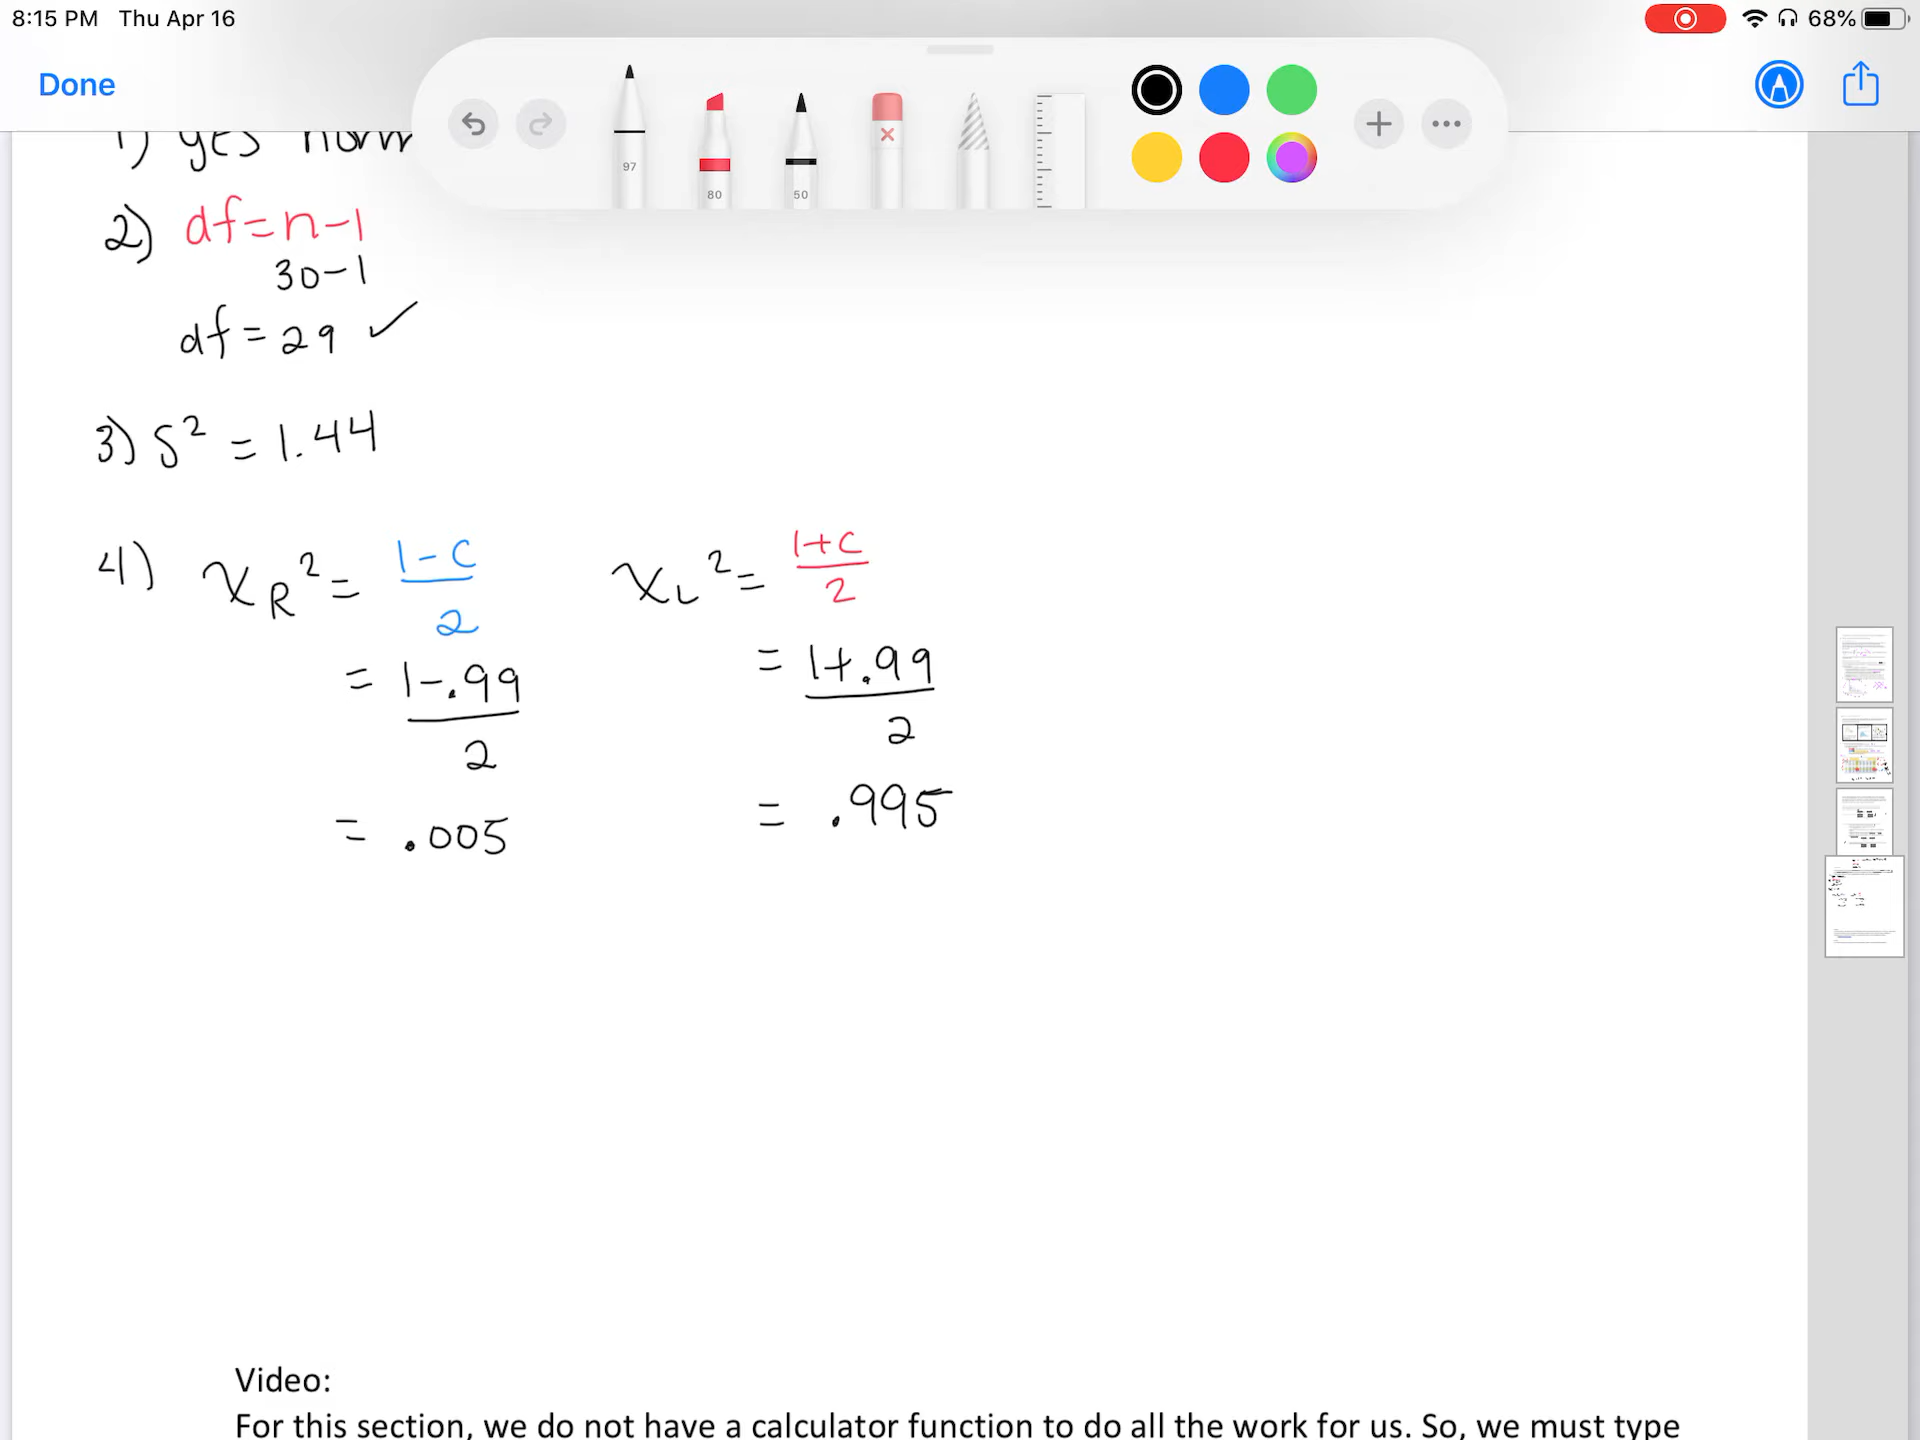 8:15 PM Thu Apr 16
68%
Done
97
80
50
1) yes norm
2) df=n-1
30-1
df=29 ✓
3) S² = 1.44
4) χR² = 1-C/2 χL² = 1+C/2
= 1-.99/2 = 1+.99/2
= .005 = .995
Video:
For this section, we do not have a calculator function to do all the work for us. So, we must type